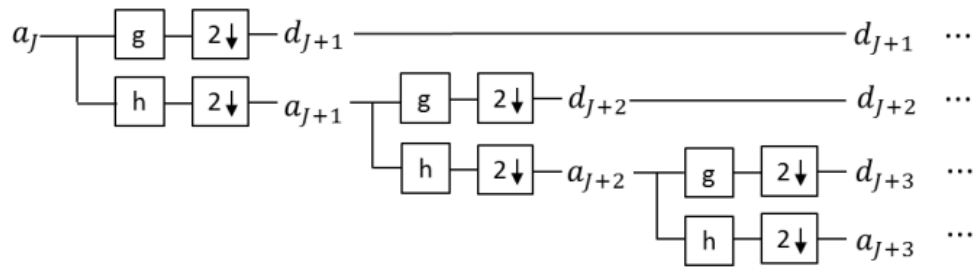 a_J g 2↓ d_{J+1} d_{J+1} ...
h 2↓ a_{J+1} g 2↓ d_{J+2} d_{J+2} ...
h 2↓ a_{J+2} g 2↓ d_{J+3} ...
h 2↓ a_{J+3} ...